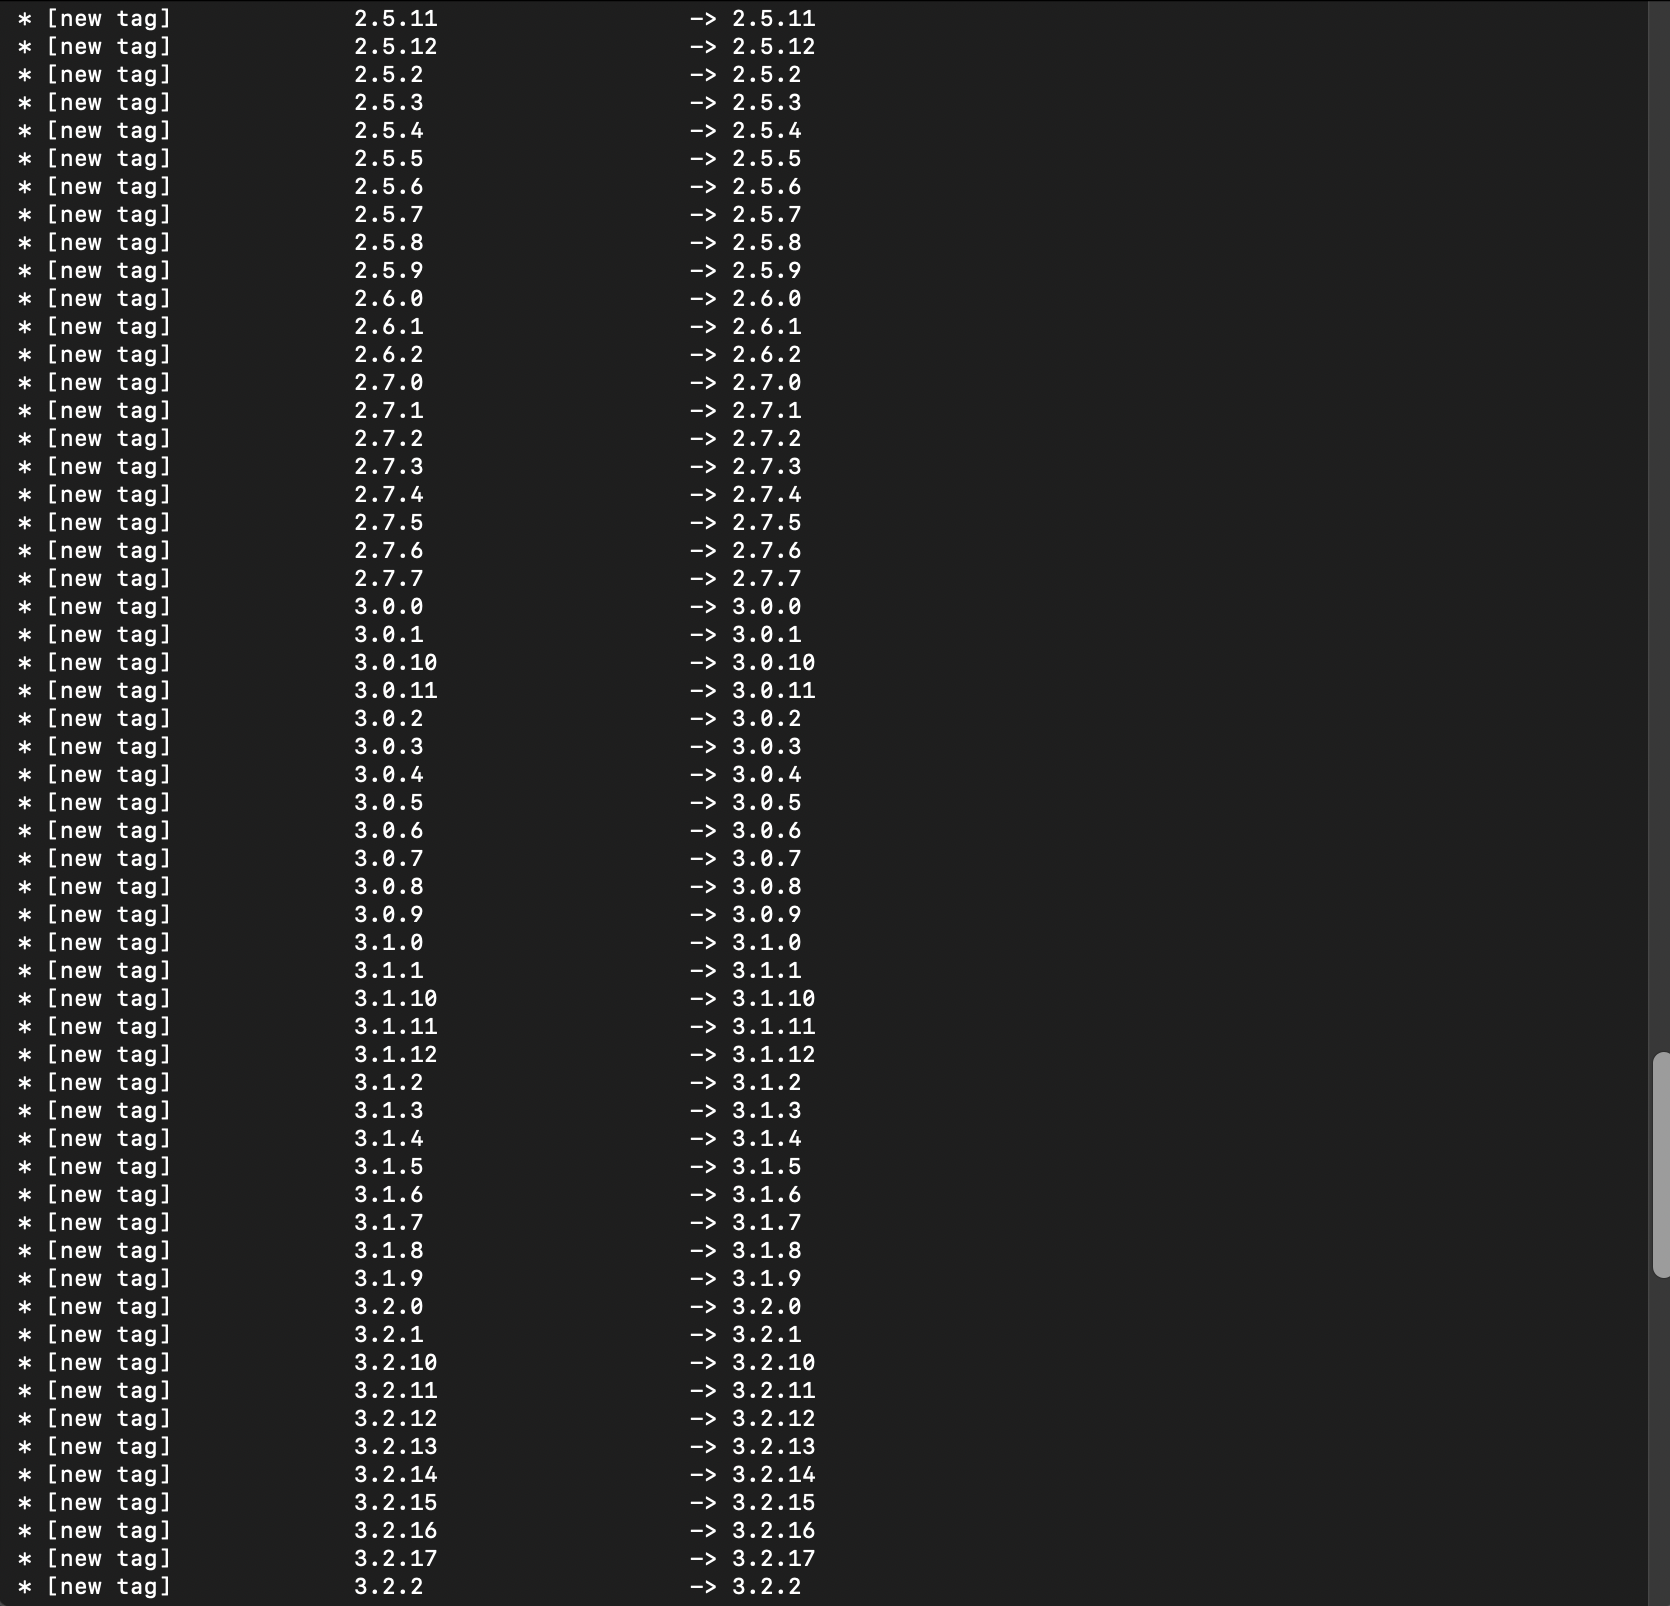 * [new tag] 2.5.11 -> 2.5.11
* [new tag] 2.5.12 -> 2.5.12
* [new tag] 2.5.2 -> 2.5.2
* [new tag] 2.5.3 -> 2.5.3
* [new tag] 2.5.4 -> 2.5.4
* [new tag] 2.5.5 -> 2.5.5
* [new tag] 2.5.6 -> 2.5.6
* [new tag] 2.5.7 -> 2.5.7
* [new tag] 2.5.8 -> 2.5.8
* [new tag] 2.5.9 -> 2.5.9
* [new tag] 2.6.0 -> 2.6.0
* [new tag] 2.6.1 -> 2.6.1
* [new tag] 2.6.2 -> 2.6.2
* [new tag] 2.7.0 -> 2.7.0
* [new tag] 2.7.1 -> 2.7.1
* [new tag] 2.7.2 -> 2.7.2
* [new tag] 2.7.3 -> 2.7.3
* [new tag] 2.7.4 -> 2.7.4
* [new tag] 2.7.5 -> 2.7.5
* [new tag] 2.7.6 -> 2.7.6
* [new tag] 2.7.7 -> 2.7.7
* [new tag] 3.0.0 -> 3.0.0
* [new tag] 3.0.1 -> 3.0.1
* [new tag] 3.0.10 -> 3.0.10
* [new tag] 3.0.11 -> 3.0.11
* [new tag] 3.0.2 -> 3.0.2
* [new tag] 3.0.3 -> 3.0.3
* [new tag] 3.0.4 -> 3.0.4
* [new tag] 3.0.5 -> 3.0.5
* [new tag] 3.0.6 -> 3.0.6
* [new tag] 3.0.7 -> 3.0.7
* [new tag] 3.0.8 -> 3.0.8
* [new tag] 3.0.9 -> 3.0.9
* [new tag] 3.1.0 -> 3.1.0
* [new tag] 3.1.1 -> 3.1.1
* [new tag] 3.1.10 -> 3.1.10
* [new tag] 3.1.11 -> 3.1.11
* [new tag] 3.1.12 -> 3.1.12
* [new tag] 3.1.2 -> 3.1.2
* [new tag] 3.1.3 -> 3.1.3
* [new tag] 3.1.4 -> 3.1.4
* [new tag] 3.1.5 -> 3.1.5
* [new tag] 3.1.6 -> 3.1.6
* [new tag] 3.1.7 -> 3.1.7
* [new tag] 3.1.8 -> 3.1.8
* [new tag] 3.1.9 -> 3.1.9
* [new tag] 3.2.0 -> 3.2.0
* [new tag] 3.2.1 -> 3.2.1
* [new tag] 3.2.10 -> 3.2.10
* [new tag] 3.2.11 -> 3.2.11
* [new tag] 3.2.12 -> 3.2.12
* [new tag] 3.2.13 -> 3.2.13
* [new tag] 3.2.14 -> 3.2.14
* [new tag] 3.2.15 -> 3.2.15
* [new tag] 3.2.16 -> 3.2.16
* [new tag] 3.2.17 -> 3.2.17
* [new tag] 3.2.2 -> 3.2.2